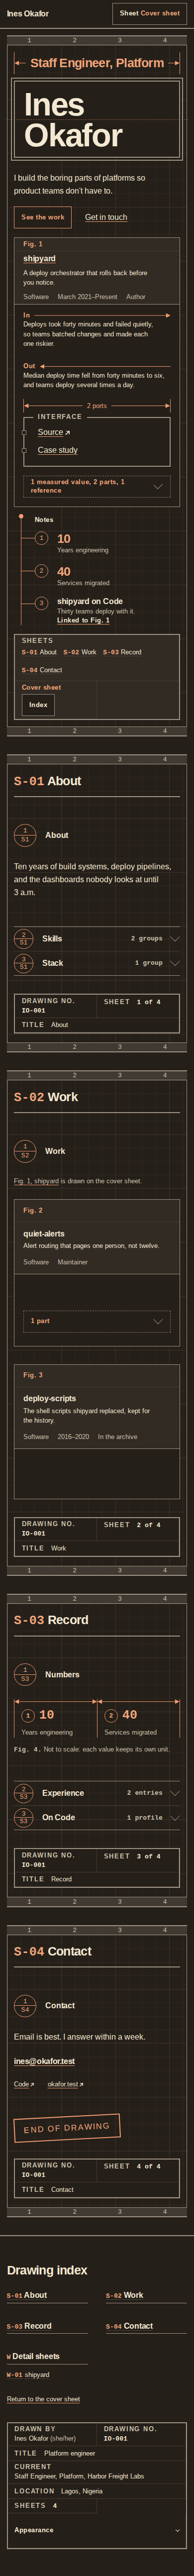 Ines Okafor
Sheet Cover sheet
1 2 3 4
Staff Engineer, Platform
Ines
Okafor
I build the boring parts of platforms so
product teams don't have to.
See the work Get in touch
Fig. 1
shipyard
A deploy orchestrator that rolls back before
you notice.
Software March 2021–Present Author
In
Deploys took forty minutes and failed quietly,
so teams batched changes and made each
one riskier.
Out
Median deploy time fell from forty minutes to six,
and teams deploy several times a day.
2 ports
INTERFACE
Source
Case study
1 measured value, 2 parts, 1
reference
Notes
1 10
Years engineering
2 40
Services migrated
3 shipyard on Code
Thirty teams deploy with it.
Linked to Fig. 1
SHEETS
S-01 About S-02 Work S-03 Record
S-04 Contact
Cover sheet
Index
1 2 3 4
1 2 3 4
S-01 About
1
S1
About
Ten years of build systems, deploy pipelines,
and the dashboards nobody looks at until
3 a.m.
2
S1
Skills 2 groups
3
S1
Stack 1 group
DRAWING NO.
IO-001
SHEET 1 of 4
TITLE About
1 2 3 4
1 2 3 4
S-02 Work
1
S2
Work
Fig. 1, shipyard is drawn on the cover sheet.
Fig. 2
quiet-alerts
Alert routing that pages one person, not twelve.
Software Maintainer
1 part
Fig. 3
deploy-scripts
The shell scripts shipyard replaced, kept for
the history.
Software 2016–2020 In the archive
DRAWING NO.
IO-001
SHEET 2 of 4
TITLE Work
1 2 3 4
1 2 3 4
S-03 Record
1
S3
Numbers
1 10
Years engineering
2 40
Services migrated
Fig. 4. Not to scale: each value keeps its own unit.
2
S3
Experience 2 entries
3
S3
On Code 1 profile
DRAWING NO.
IO-001
SHEET 3 of 4
TITLE Record
1 2 3 4
1 2 3 4
S-04 Contact
1
S4
Contact
Email is best. I answer within a week.
ines@okafor.test
Code okafor.test
END OF DRAWING
DRAWING NO.
IO-001
SHEET 4 of 4
TITLE Contact
1 2 3 4
Drawing index
S-01 About S-02 Work
S-03 Record S-04 Contact
W Detail sheets
W-01 shipyard
Return to the cover sheet
DRAWN BY
Ines Okafor (she/her)
DRAWING NO.
IO-001
TITLE Platform engineer
CURRENT
Staff Engineer, Platform, Harbor Freight Labs
LOCATION Lagos, Nigeria
SHEETS 4
Appearance